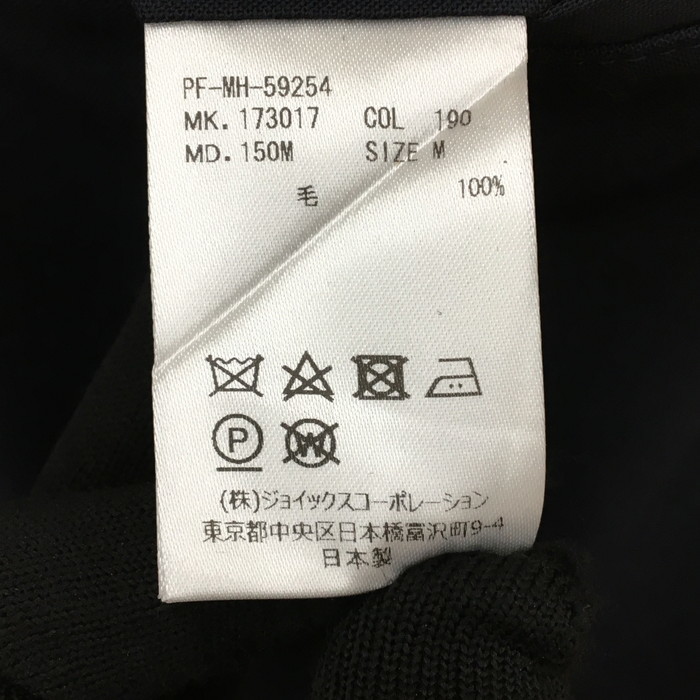 PF-MH-59254
MK. 173017 COL 190
MD. 150M SIZE M
毛 100%
P W
(株)ジョイックスコーポレーション
東京都中央区日本橋富沢町9-4
日本製